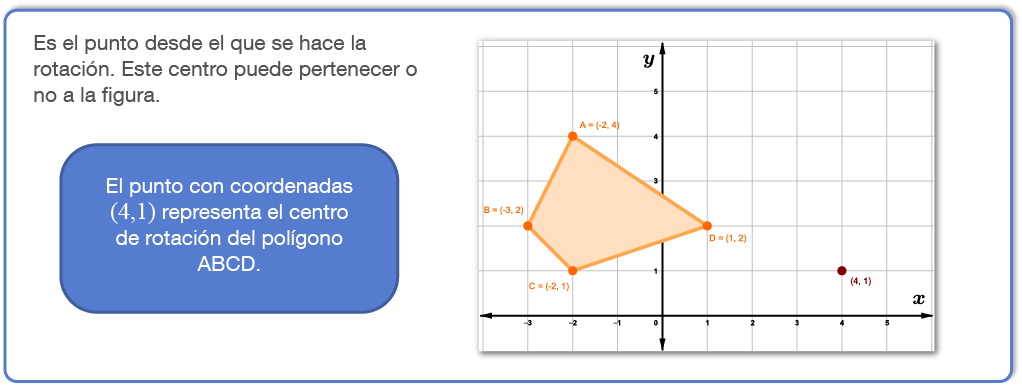 Es el punto desde el que se hace la
rotación. Este centro puede pertenecer o
no a la figura.
El punto con coordenadas
(4,1) representa el centro
de rotación del polígono
ABCD.
y
5
A = (-2, 4)
4
3
B = (-3, 2)
D = (1, 2)
1
C = (-2, 1)
(4, 1)
x
-3 -2 -1 0 1 2 3 4 5